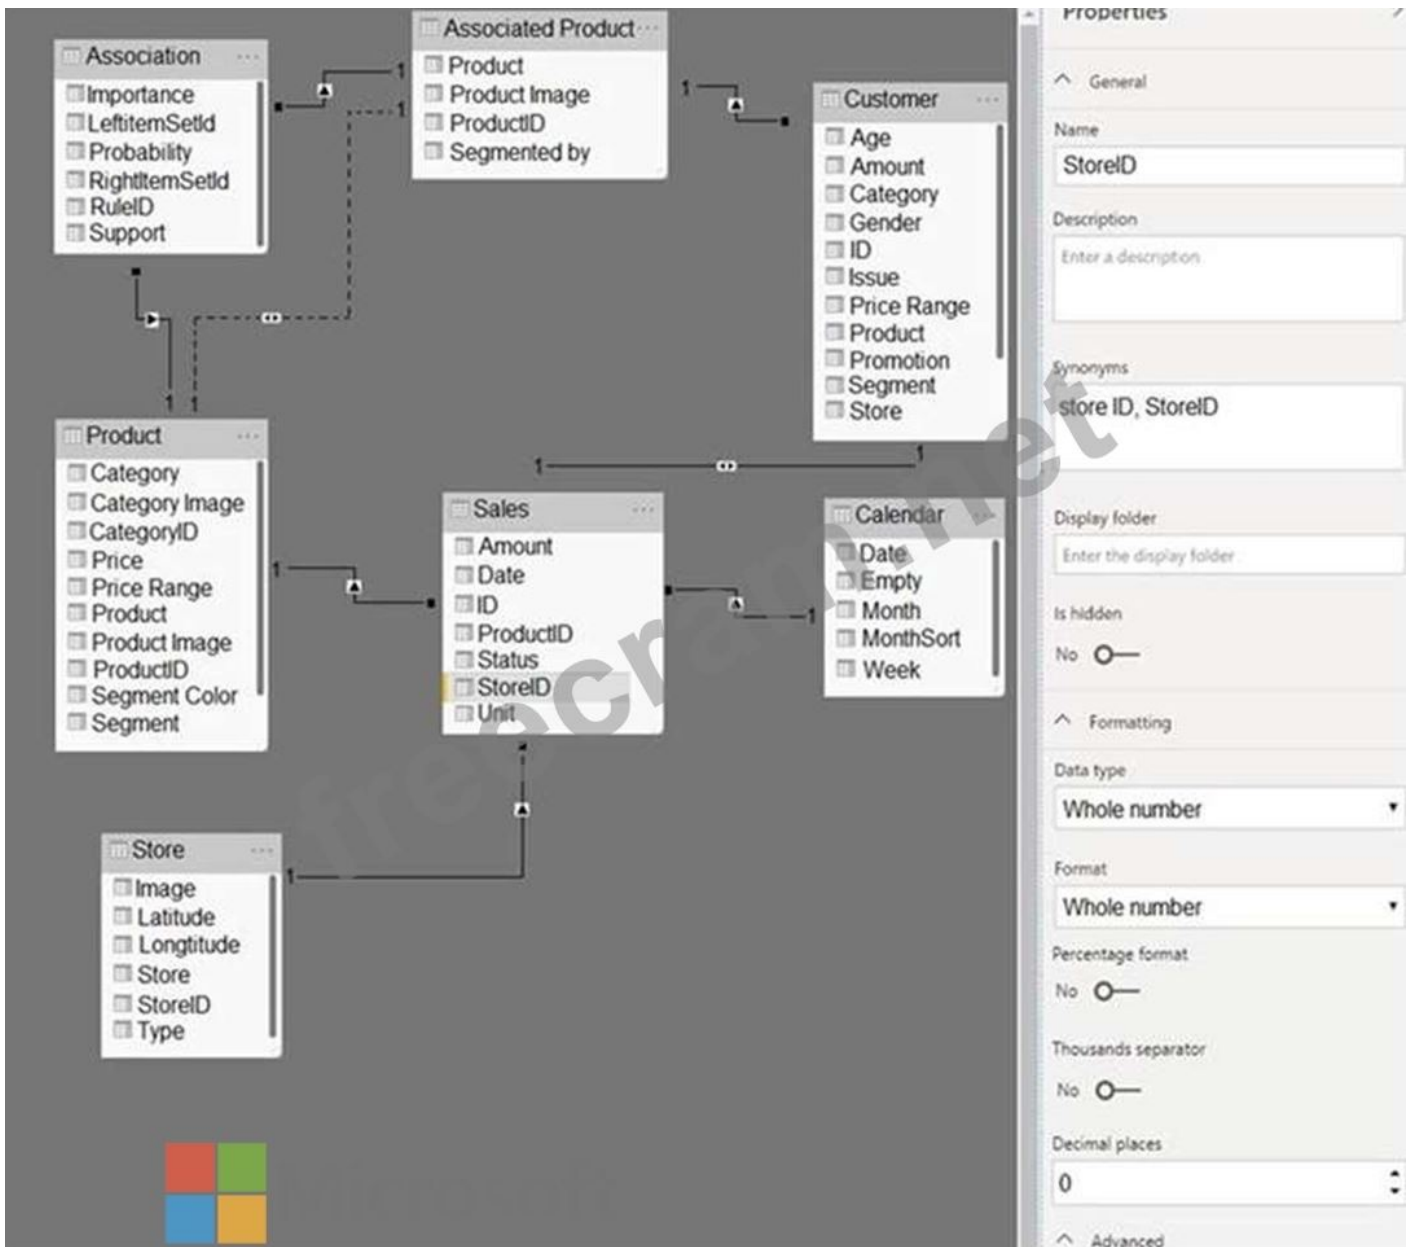 Association
Importance
LeftitemSetId
Probability
RightItemSetId
RuleID
Support
Associated Product
Product
Product Image
ProductID
Segmented by
Customer
Age
Amount
Category
Gender
ID
Issue
Price Range
Product
Promotion
Segment
Store
Product
Category
Category Image
CategoryID
Price
Price Range
Product
Product Image
ProductID
Segment Color
Segment
Sales
Amount
Date
ID
ProductID
Status
StoreID
Unit
Calendar
Date
Empty
Month
MonthSort
Week
Store
Image
Latitude
Longtitude
Store
StoreID
Type
1
1
1
1
1
1
1
1
1
1
Properties
General
Name
StoreID
Description
Enter a description
Synonyms
store ID, StoreID
Display folder
Enter the display folder
Is hidden
No
Formatting
Data type
Whole number
Format
Whole number
Percentage format
No
Thousands separator
No
Decimal places
0
Advanced
freecram.net
Microsoft